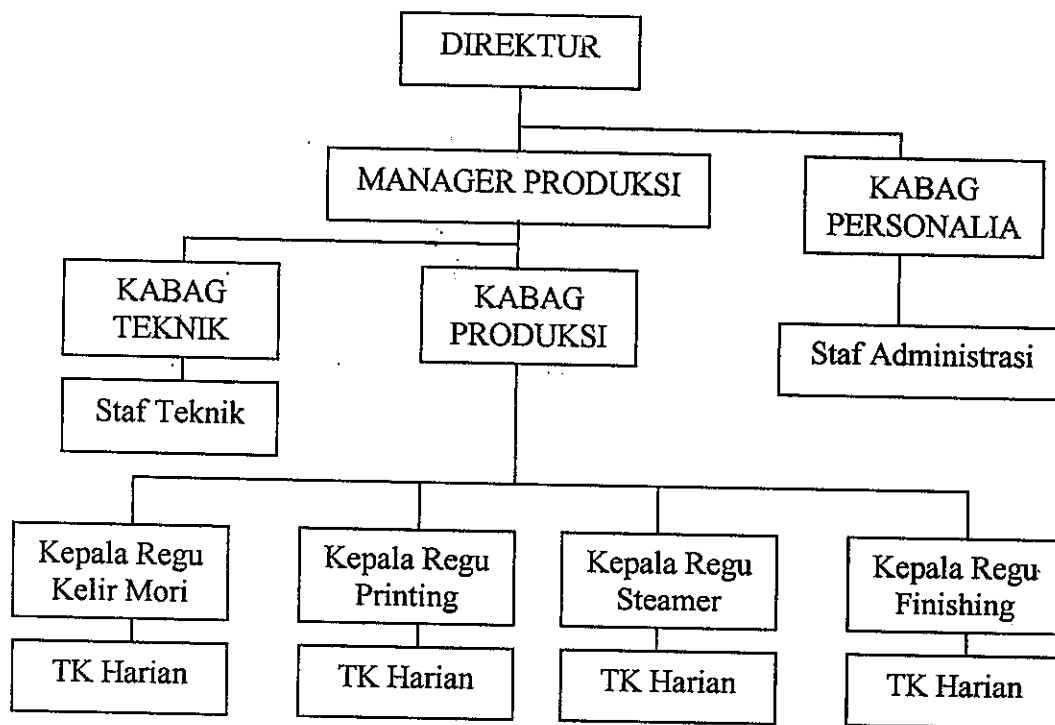 DIREKTUR
MANAGER PRODUKSI
KABAG
PERSONALIA
KABAG
TEKNIK
KABAG
PRODUKSI
Staf Administrasi
Staf Teknik
Kepala Regu
Kelir Mori
Kepala Regu
Printing
Kepala Regu
Steamer
Kepala Regu
Finishing
TK Harian
TK Harian
TK Harian
TK Harian